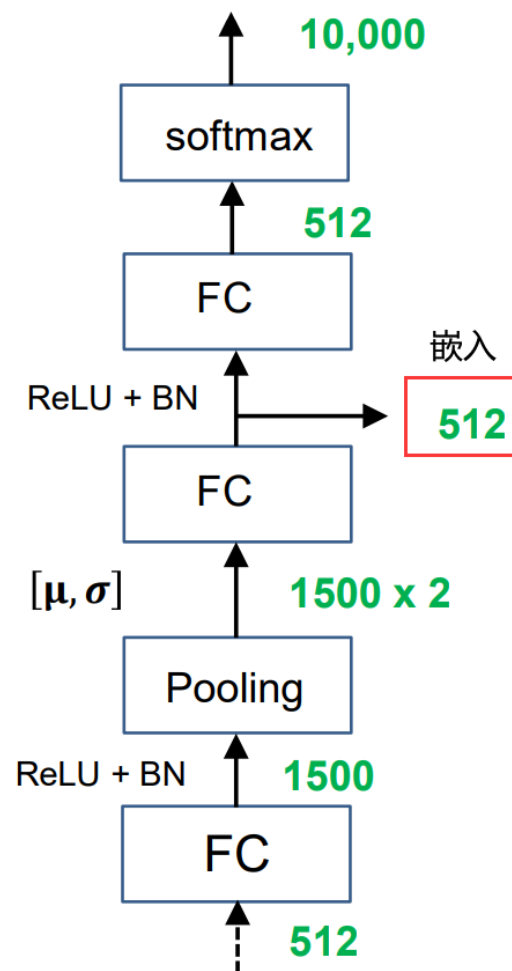 10,000
softmax
512
FC
嵌入
ReLU + BN
512
FC
[μ, σ]
1500 x 2
Pooling
ReLU + BN
1500
FC
512